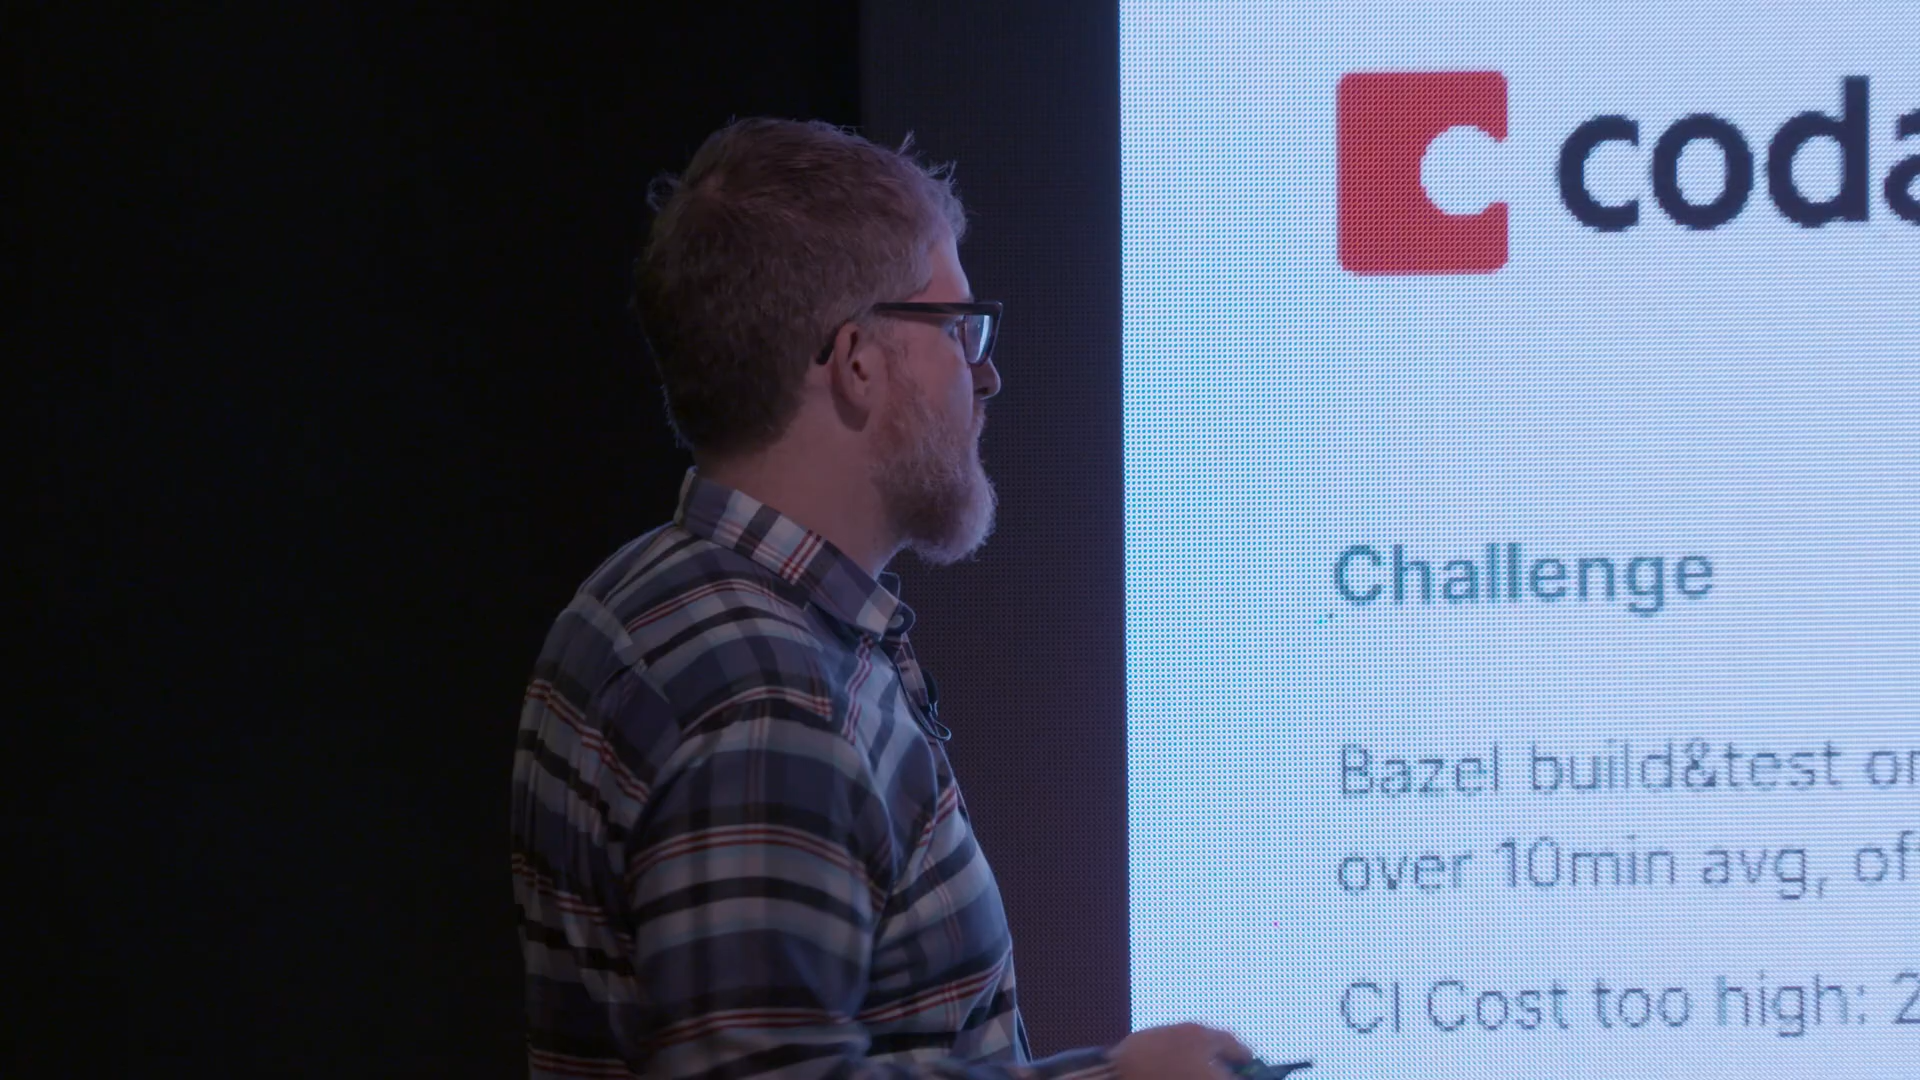 coda
Challenge
Bazel build&test
over 10min avg,
CI Cost too high: 2